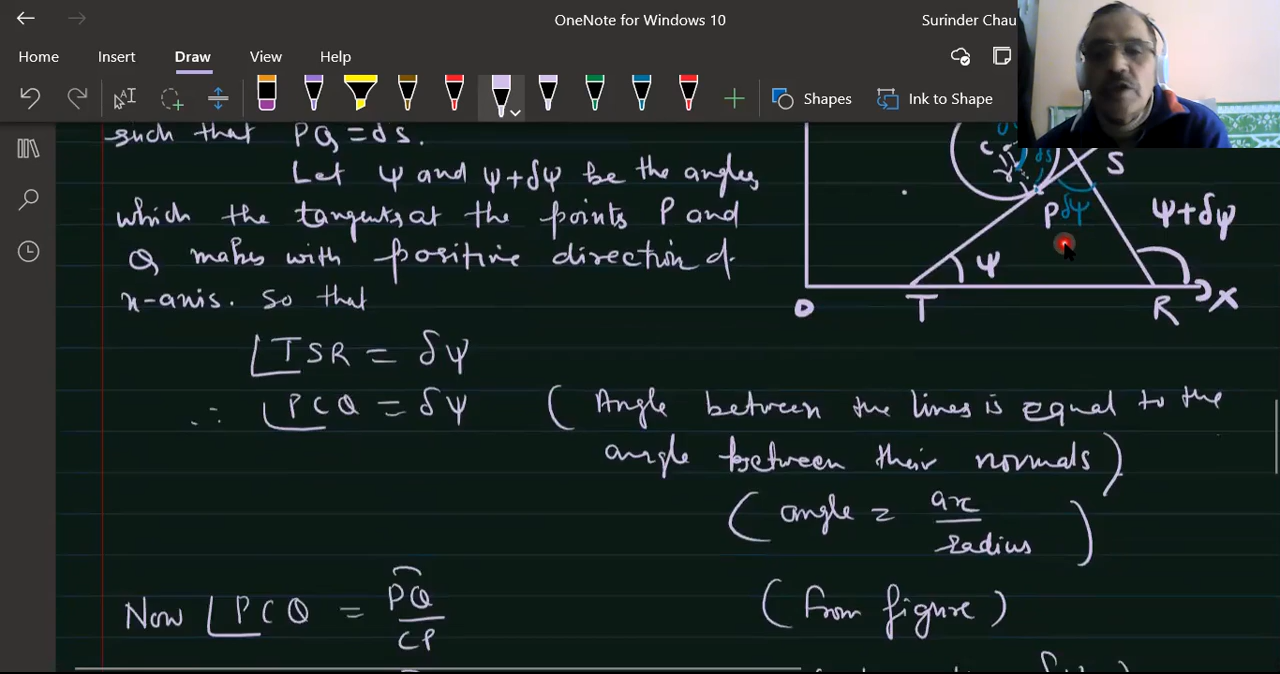 OneNote for Windows 10
Surinder Chau
Home Insert Draw View Help
Shapes Ink to Shape
such that PQ = ds.
Let ψ and ψ+δψ be the angles
which the tangents at the points P and
Q makes with positive direction of
x-axis. So that
∠TSR = δψ
∴ ∠PCQ = δψ ( Angle between the lines is equal to the
angle between their normals )
( angle = arc / radius )
Now ∠PCQ = PQ / CP ( from figure )
C
r
ds
S
P δψ
ψ+δψ
ψ
O T R X